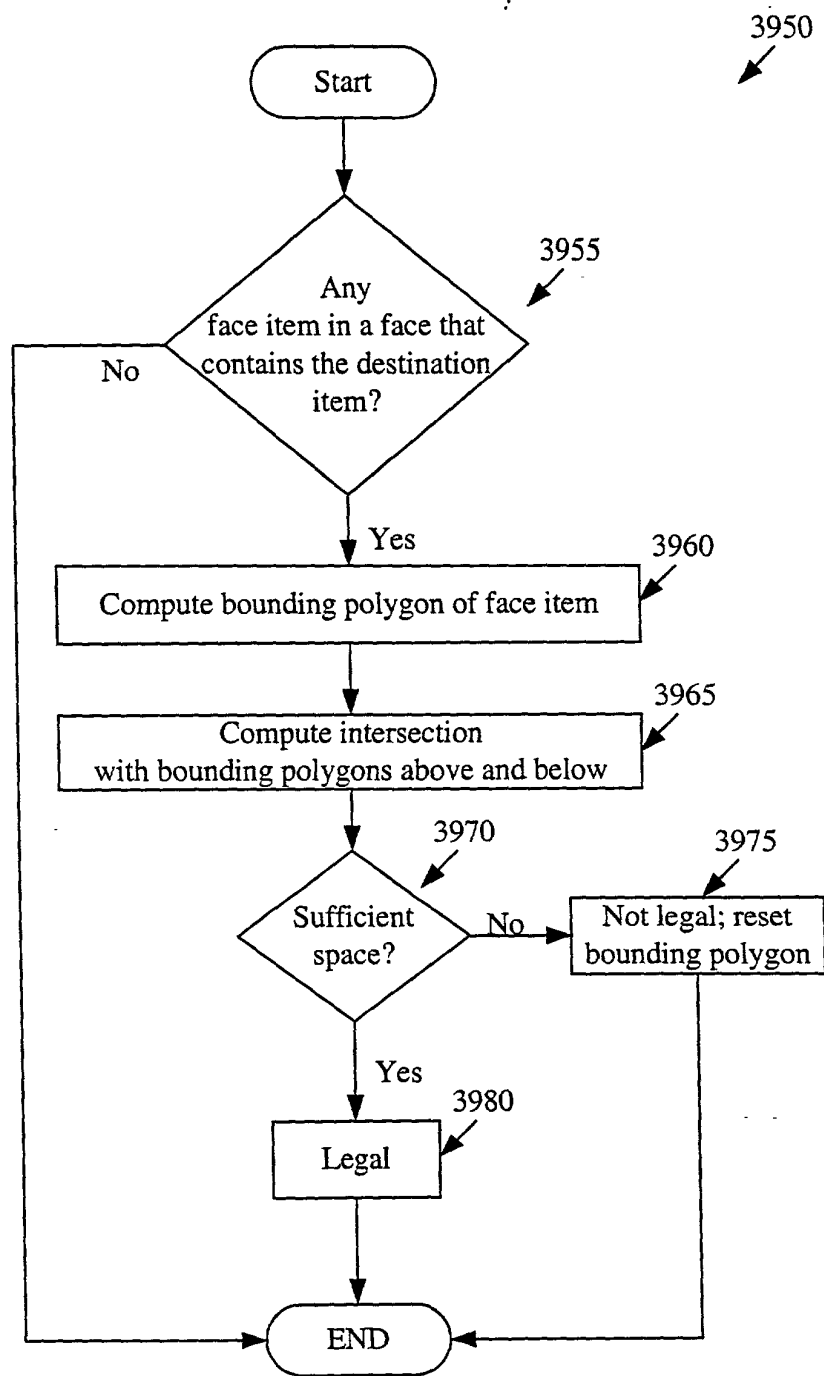 3950
Start
3955
Any
face item in a face that
contains the destination
item?
No
Yes
3960
Compute bounding polygon of face item
3965
Compute intersection
with bounding polygons above and below
3970
3975
Sufficient
space?
No
Not legal; reset
bounding polygon
Yes
3980
Legal
END